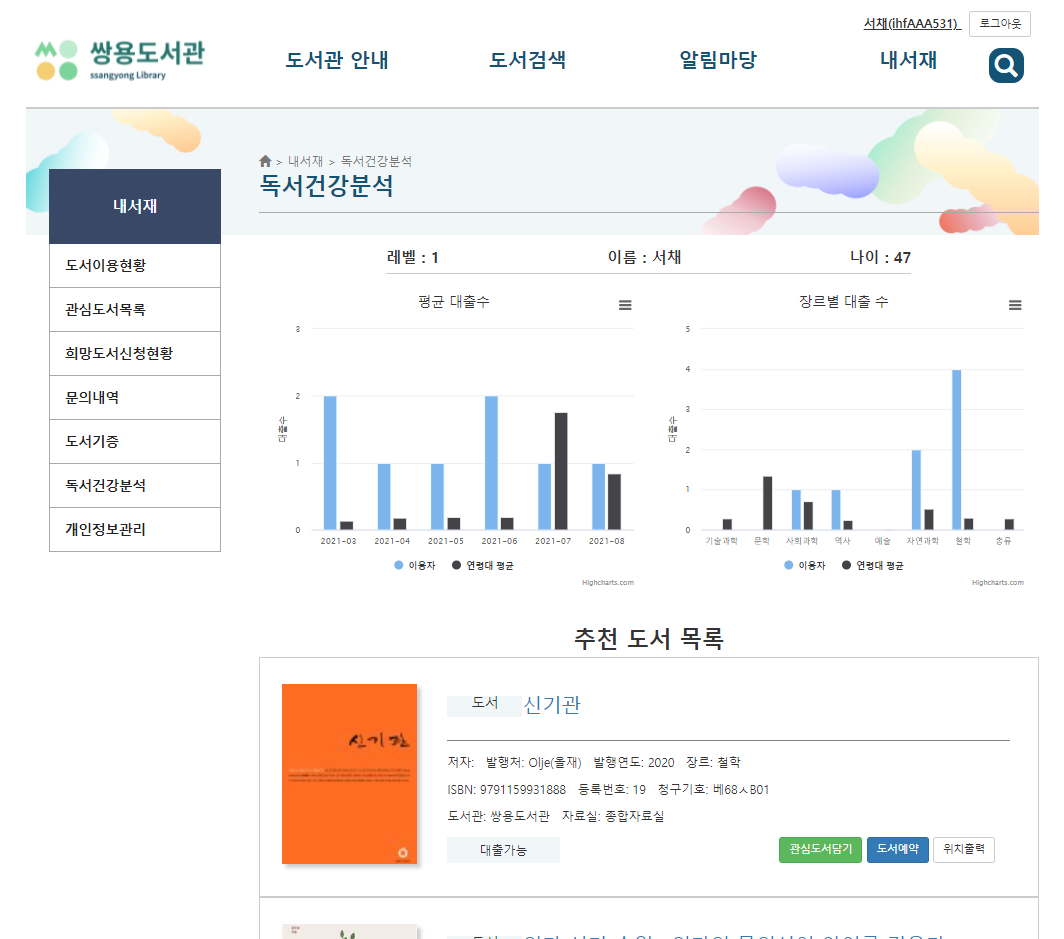 서채(ihfAAA531) 로그아웃
쌍용도서관
ssangyong Library
도서관 안내 도서검색 알림마당 내서재
> 내서재 > 독서건강분석
독서건강분석
내서재
도서이용현황
관심도서목록
희망도서신청현황
문의내역
도서기증
독서건강분석
개인정보관리
레벨 : 1 이름 : 서채 나이 : 47
평균 대출수
3
2
1
0
대출수
2021-03 2021-04 2021-05 2021-06 2021-07 2021-08
이용자 연령대 평균
Highcharts.com
장르별 대출 수
5
4
3
2
1
0
대출수
기술과학 문학 사회과학 역사 예술 자연과학 철학 총류
이용자 연령대 평균
Highcharts.com
추천 도서 목록
신기관
도서 신기관
저자: 발행처: Olje(올재) 발행연도: 2020 장르: 철학
ISBN: 9791159931888 등록번호: 19 청구기호: 베68ㅅB01
도서관: 쌍용도서관 자료실: 종합자료실
대출가능 관심도서담기 도서예약 위치출력